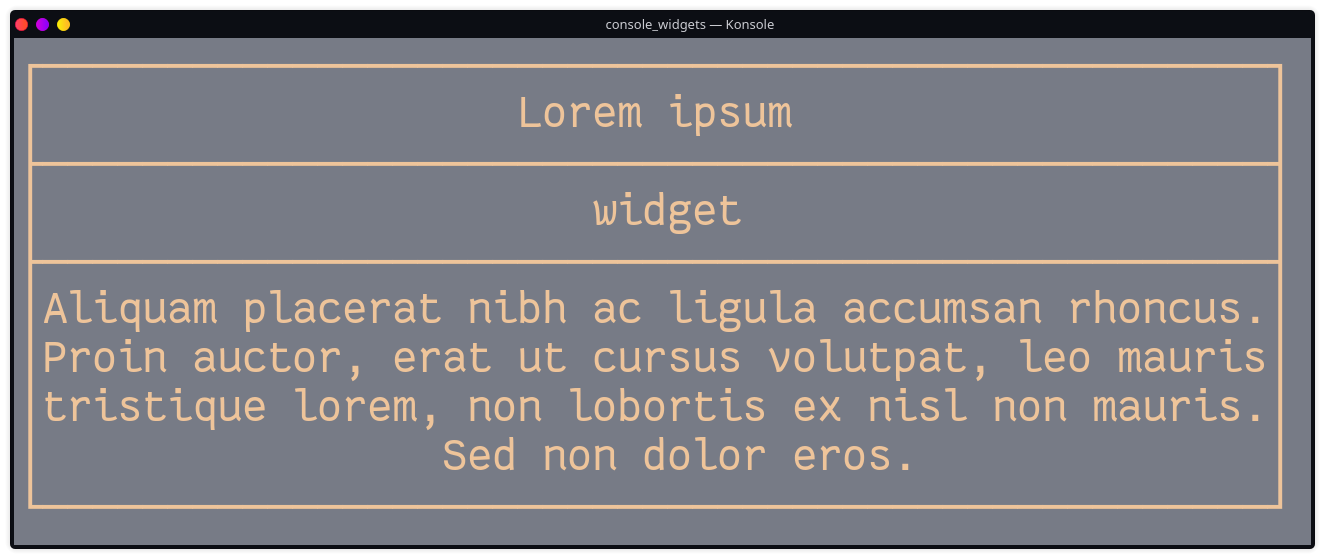 console_widgets — Konsole
Lorem ipsum
widget
Aliquam placerat nibh ac ligula accumsan rhoncus.
Proin auctor, erat ut cursus volutpat, leo mauris
tristique lorem, non lobortis ex nisl non mauris.
Sed non dolor eros.